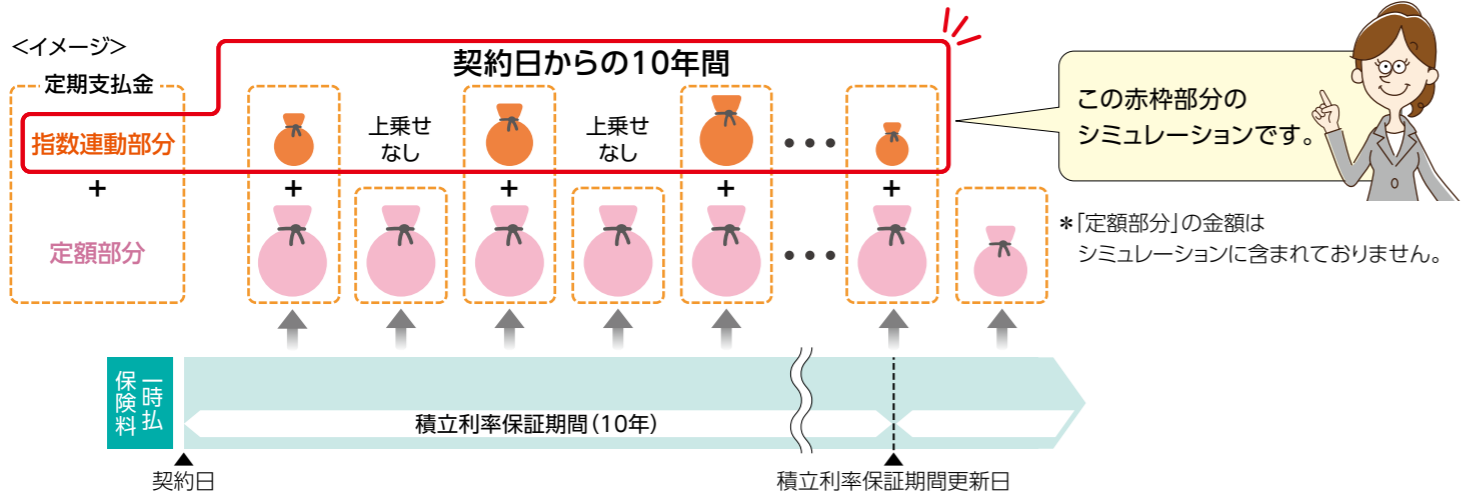 <イメージ>
契約日からの10年間
定期支払金
指数連動部分
+
定額部分
上乗せ
なし
上乗せ
なし
•••
+
+
+
+
•••
この赤枠部分の
シミュレーションです。
*「定額部分」の金額は
シミュレーションに含まれておりません。
一時払
保険料
積立利率保証期間(10年)
契約日
積立利率保証期間更新日